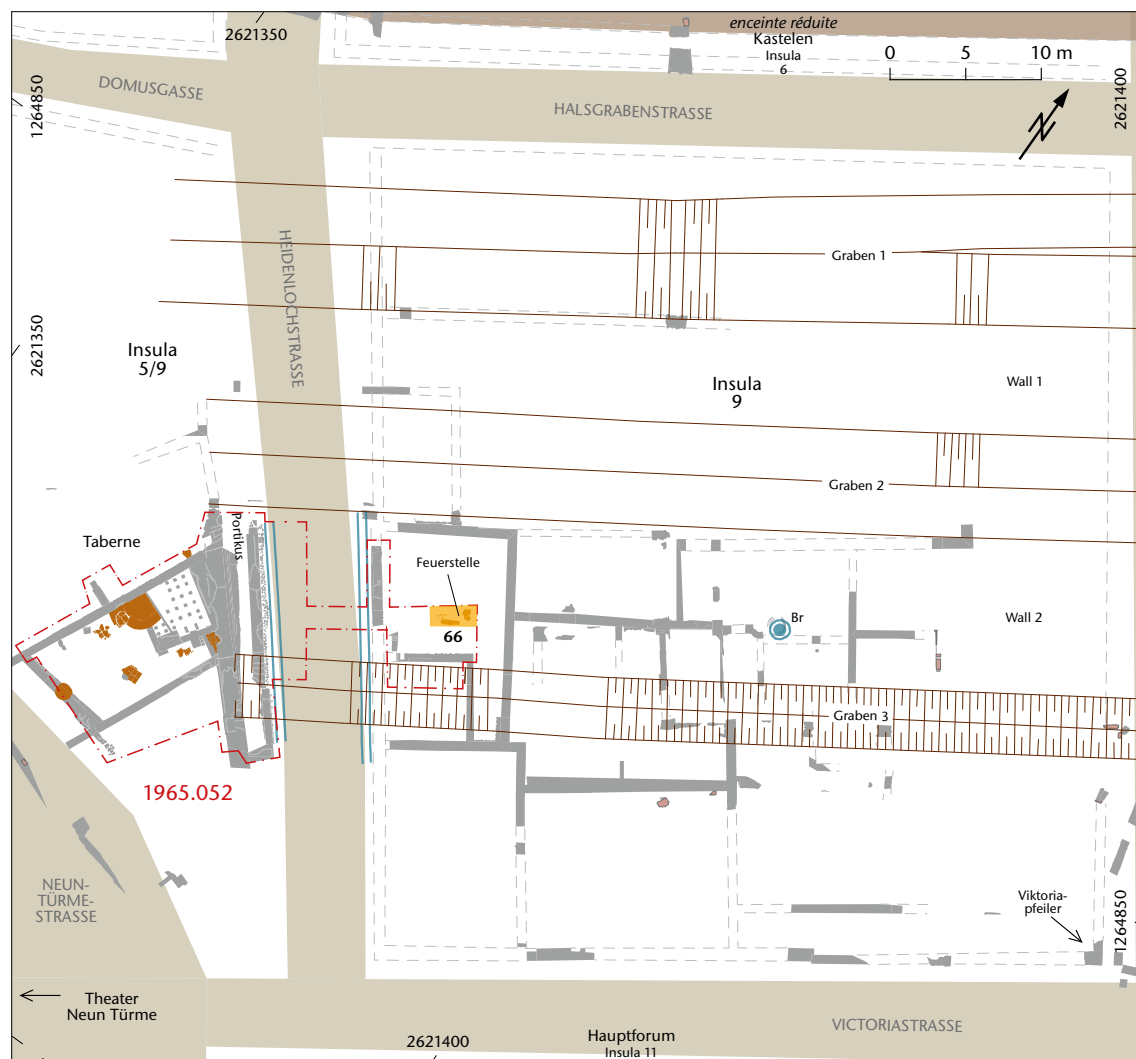 2621350
enceinte réduite
Kastelen
Insula
6
0 5 10 m
N
1264850
2621400
DOMUSGASSE
HALSGRABENSTRASSE
HEIDENLOCHSTRASSE
Graben 1
2621350
Insula
5/9
Insula
9
Wall 1
Graben 2
Portikus
Taberne
Feuerstelle
66
Br
Wall 2
Graben 3
1965.052
NEUN-
TÜRME-
STRASSE
Viktoria-
pfeiler
1264850
Theater
Neun Türme
2621400
Hauptforum
Insula 11
VICTORIASTRASSE